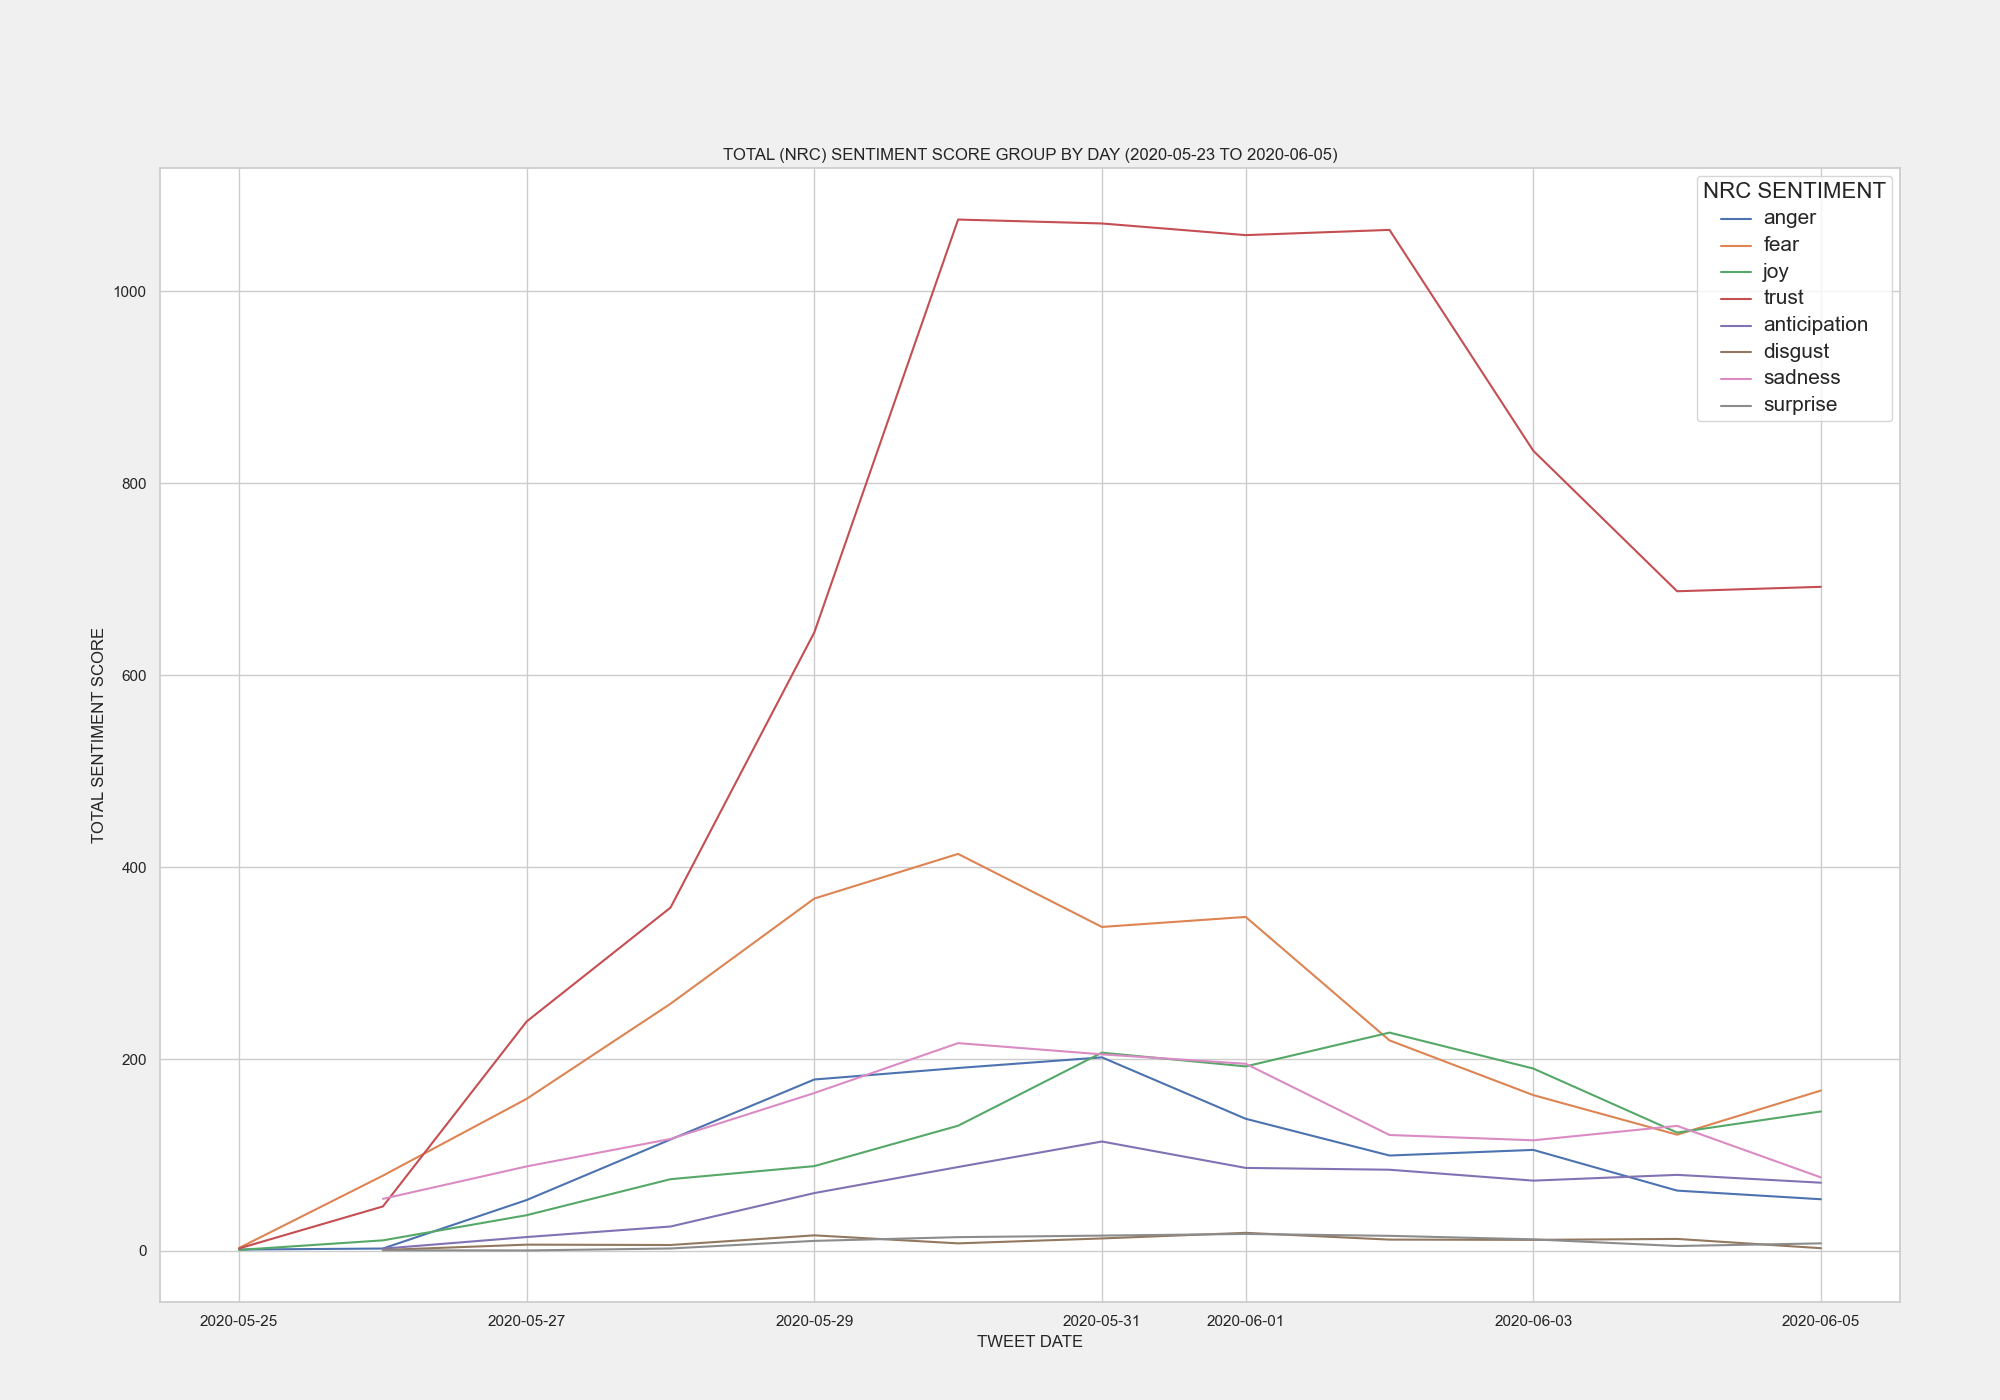 TOTAL (NRC) SENTIMENT SCORE GROUP BY DAY (2020-05-23 TO 2020-06-05)
NRC SENTIMENT
anger
fear
joy
trust
anticipation
disgust
sadness
surprise
TOTAL SENTIMENT SCORE
1000
800
600
400
200
0
2020-05-25 2020-05-27 2020-05-29 2020-05-31 2020-06-01 2020-06-03 2020-06-05
TWEET DATE